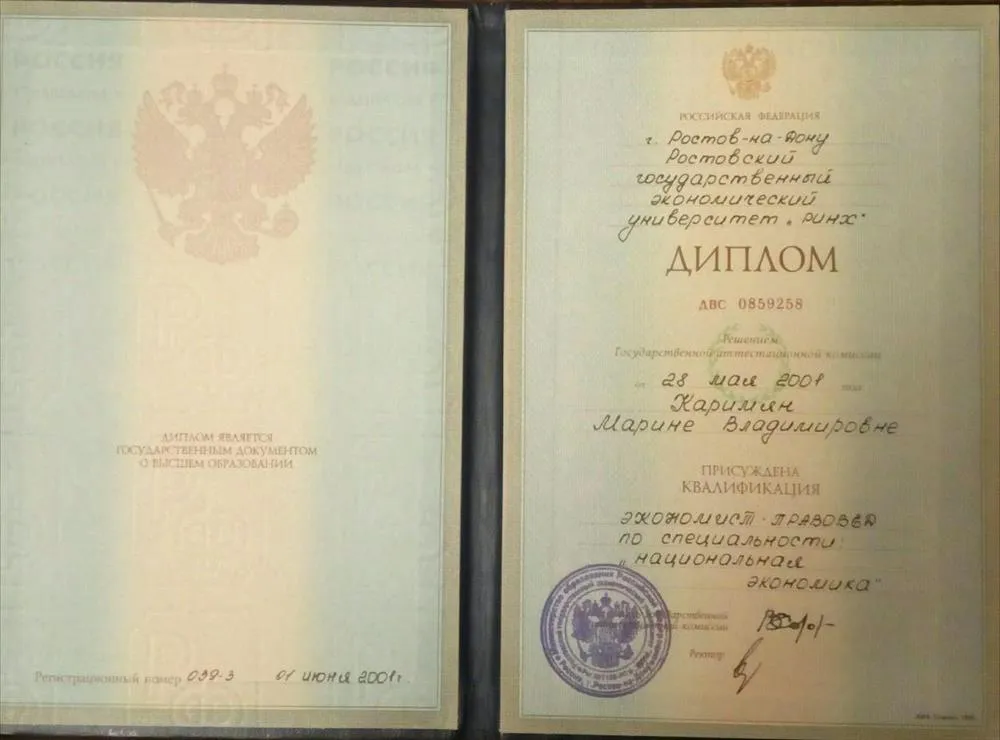 ДИПЛОМ ЯВЛЯЕТСЯ
ГОСУДАРСТВЕННЫМ ДОКУМЕНТОМ
О ВЫСШЕМ ОБРАЗОВАНИИ
Регистрационный номер 039-3 01 июня 2001г.
РОССИЙСКАЯ ФЕДЕРАЦИЯ
г. Ростов-на-Дону
Ростовский
государственный
экономический
университет „РИНХ"
ДИПЛОМ
ДВС 0859258
Решением
Государственной аттестационной комиссии
от 28 мая 2001 года
Каримян
Марине Владимировне
ПРИСУЖДЕНА
КВАЛИФИКАЦИЯ
ЭКОНОМИСТ-ПРАВОВЕД
по специальности:
„национальная
экономика"
Государственной
комиссии
Ректор